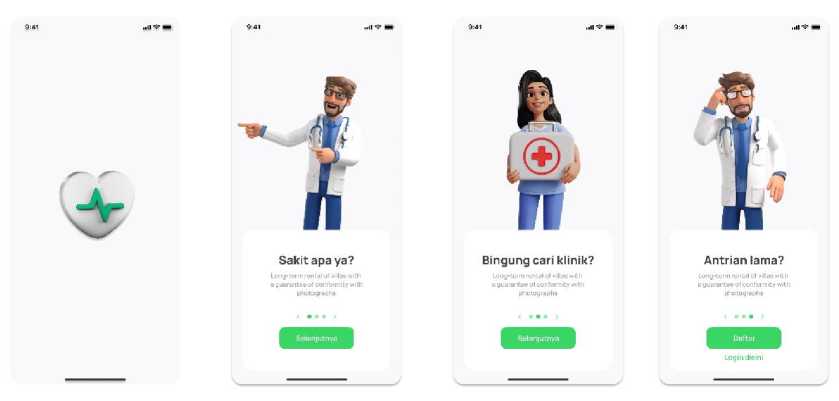 9:41
9:41
Sakit apa ya?
Long-term rental of villas with
a guarantee of conformity with
photographs
Selanjutnya
9:41
Bingung cari klinik?
Long-term rental of villas with
a guarantee of conformity with
photographs
Selanjutnya
9:41
Antrian lama?
Long-term rental of villas with
a guarantee of conformity with
photographs
Daftar
Login disini